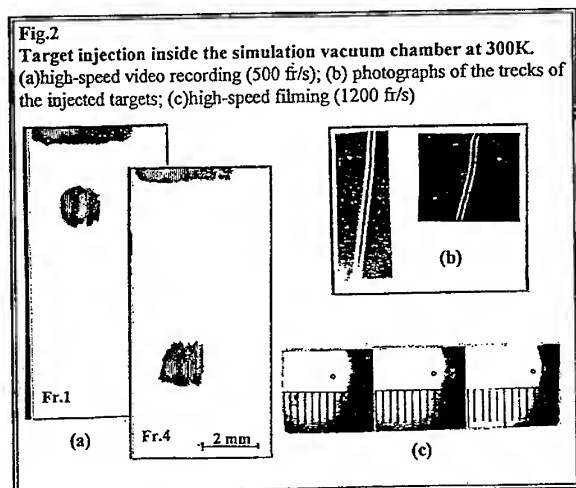 Fig.2
Target injection inside the simulation vacuum chamber at 300K.
(a)high-speed video recording (500 fr/s); (b) photographs of the trecks of
the injected targets; (c)high-speed filming (1200 fr/s)
Fr.1
(a)
Fr.4
2 mm
(b)
(c)